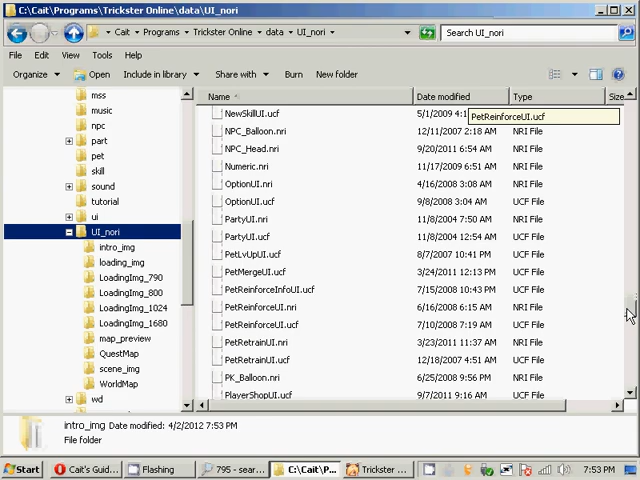 C:\Cait\Programs\Trickster Online\data\UI_nori
Cait Programs Trickster Online data UI_nori
Search UI_nori
File Edit View Tools Help
Organize Open Include in library Share with Burn New folder
mss
music
npc
part
pet
skill
sound
tutorial
ui
UI_nori
intro_img
loading_img
LoadingImg_790
LoadingImg_800
LoadingImg_1024
LoadingImg_1680
map_preview
QuestMap
scene_img
WorldMap
wd
Name Date modified Type Size
NewSkillUI.ucf 5/1/2009 4:1
PetReinforceUI.ucf
NPC_Balloon.nri 12/11/2007 2:18 AM NRI File
NPC_Head.nri 9/20/2011 6:54 AM NRI File
Numeric.nri 11/17/2009 6:51 AM NRI File
OptionUI.nri 4/16/2008 3:08 AM NRI File
OptionUI.ucf 9/8/2008 3:04 AM UCF File
PartyUI.nri 11/8/2004 7:50 AM NRI File
PartyUI.ucf 11/8/2004 12:54 AM UCF File
PetLvUpUI.ucf 8/7/2007 10:41 PM UCF File
PetMergeUI.ucf 3/24/2011 12:13 PM UCF File
PetReinforceInfoUI.ucf 7/15/2008 10:43 PM UCF File
PetReinforceUI.nri 6/16/2008 6:15 AM NRI File
PetReinforceUI.ucf 7/10/2008 7:19 AM UCF File
PetRetrainUI.nri 3/23/2011 11:37 AM NRI File
PetRetrainUI.ucf 12/18/2007 4:51 AM UCF File
PK_Balloon.nri 6/25/2008 9:56 PM NRI File
PlayerShopUI.ucf 9/7/2011 9:16 AM UCF File
intro_img Date modified: 4/2/2012 7:53 PM
File folder
Start Cait's Guid... Flashing 795 - sear... C:\Cait\P... Trickster ... 7:53 PM